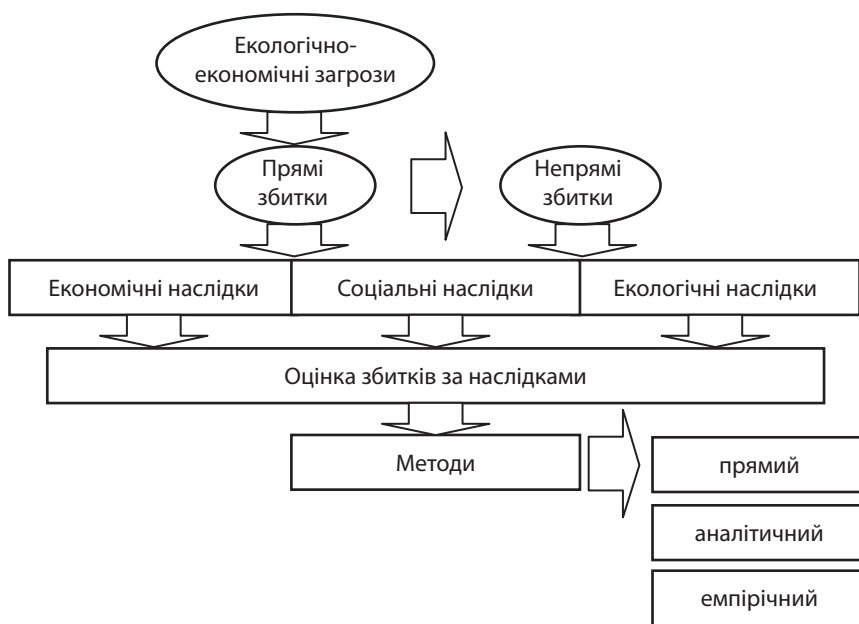 Екологічно-
економічні загрози
Прямі
збитки
Непрямі
збитки
Економічні наслідки
Соціальні наслідки
Екологічні наслідки
Оцінка збитків за наслідками
Методи
прямий
аналітичний
емпірічний